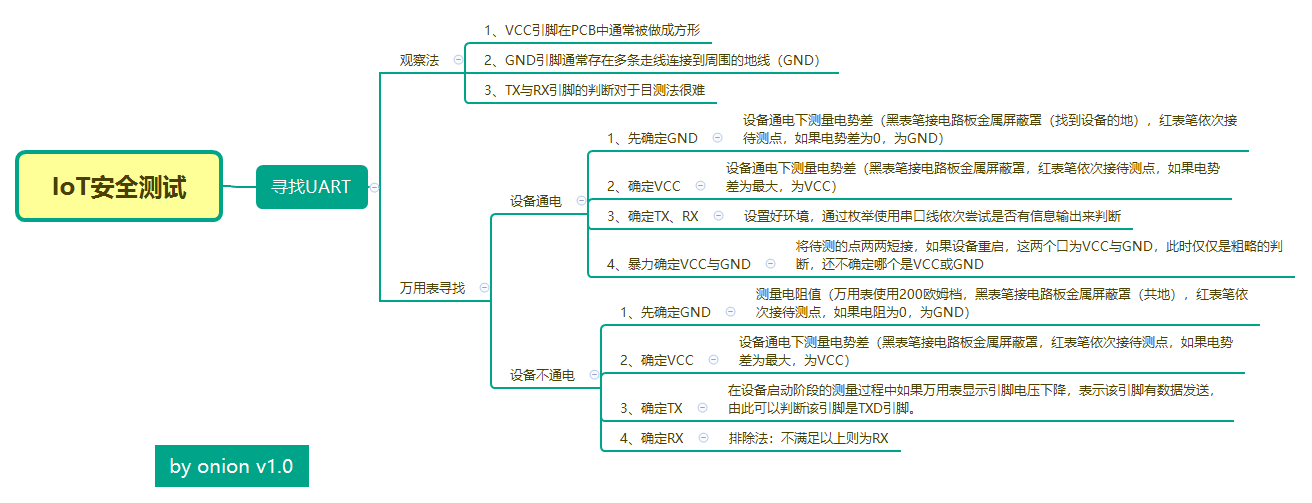 IoT安全测试
寻找UART
观察法
1、VCC引脚在PCB中通常被做成方形
2、GND引脚通常存在多条走线连接到周围的地线（GND）
3、TX与RX引脚的判断对于目测法很难
万用表寻找
设备通电
1、先确定GND
设备通电下测量电势差（黑表笔接电路板金属屏蔽罩（找到设备的地），红表笔依次接
待测点，如果电势差为0，为GND）
2、确定VCC
设备通电下测量电势差（黑表笔接电路板金属屏蔽罩，红表笔依次接待测点，如果电势
差为最大，为VCC）
3、确定TX、RX
设置好环境，通过枚举使用串口线依次尝试是否有信息输出来判断
4、暴力确定VCC与GND
将待测的点两两短接，如果设备重启，这两个口为VCC与GND，此时仅仅是粗略的判
断，还不确定哪个是VCC或GND
设备不通电
1、先确定GND
测量电阻值（万用表使用200欧姆档，黑表笔接电路板金属屏蔽罩（共地），红表笔依
次接待测点，如果电阻为0，为GND）
2、确定VCC
设备通电下测量电势差（黑表笔接电路板金属屏蔽罩，红表笔依次接待测点，如果电势
差为最大，为VCC）
3、确定TX
在设备启动阶段的测量过程中如果万用表显示引脚电压下降，表示该引脚有数据发送，
由此可以判断该引脚是TXD引脚。
4、确定RX
排除法：不满足以上则为RX
by onion v1.0